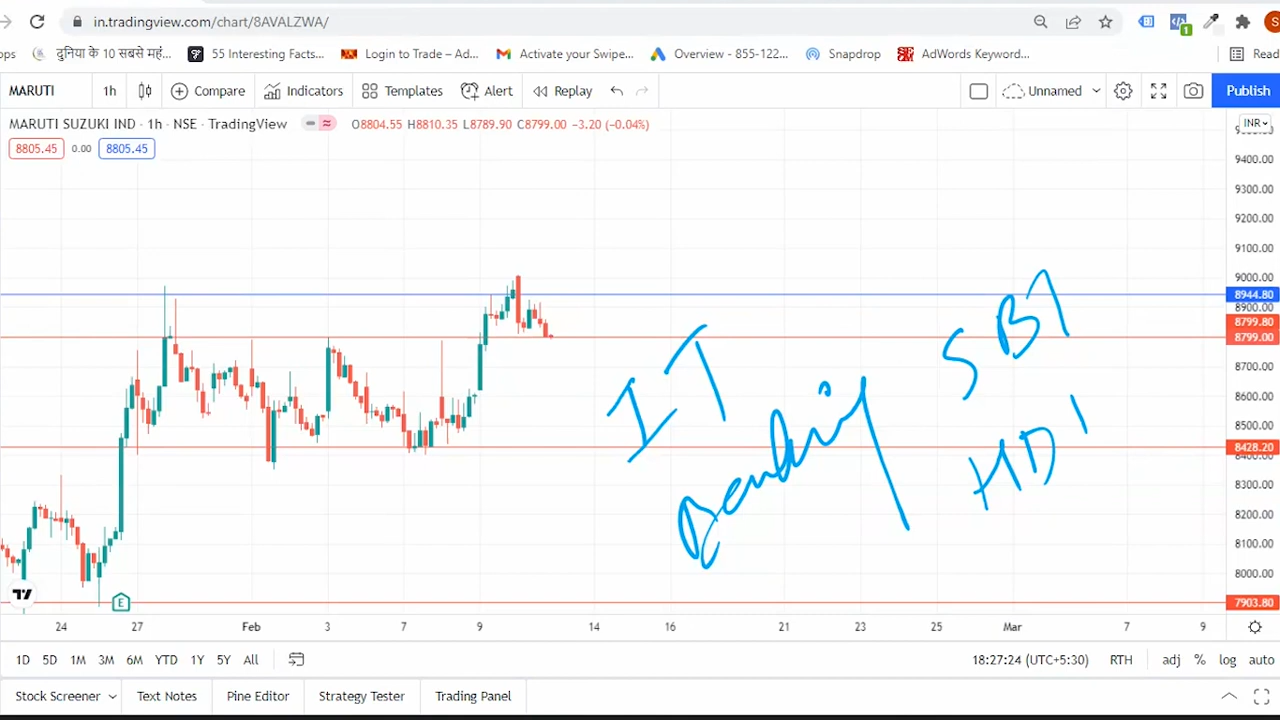 in.tradingview.com/chart/8AVALZWA/
1
S
ops दुनिया के 10 सबसे महं... 55 Interesting Facts... Login to Trade – Ad... Activate your Swipe... Overview - 855-122... Snapdrop AdWords Keyword... Read
MARUTI 1h Compare Indicators Templates Alert Replay Unnamed Publish
MARUTI SUZUKI IND · 1h · NSE · TradingView O8804.55 H8810.35 L8789.90 C8799.00 −3.20 (−0.04%) INR
8805.45 0.00 8805.45
9400.00
9300.00
9200.00
9100.00
9000.00
8944.80
8900.00
8799.80
8799.00
8700.00
8600.00
8500.00
8428.20
8400.00
8300.00
8200.00
8100.00
8000.00
7903.80
SBI
IT
HD
Banking
E
24 27 Feb 3 7 9 14 16 21 23 25 Mar 7 9
1D 5D 1M 3M 6M YTD 1Y 5Y All 18:27:24 (UTC+5:30) RTH adj % log auto
Stock Screener Text Notes Pine Editor Strategy Tester Trading Panel